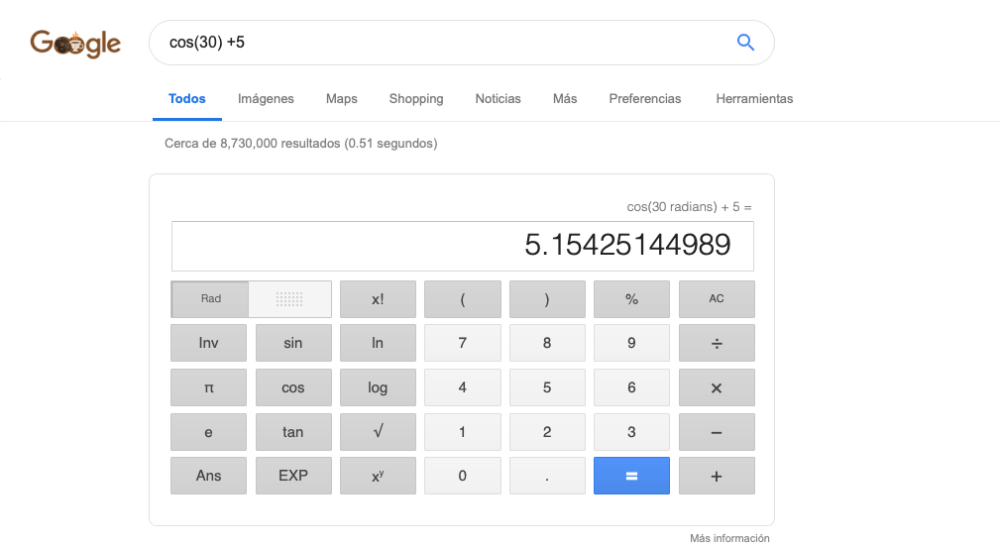 Google
cos(30) +5
Todos Imágenes Maps Shopping Noticias Más Preferencias Herramientas
Cerca de 8,730,000 resultados (0.51 segundos)
cos(30 radians) + 5 =
5.15425144989
Rad x! ( ) % AC
Inv sin ln 7 8 9 ÷
π cos log 4 5 6 ×
e tan √ 1 2 3 −
Ans EXP xʸ 0 . = +
Más información